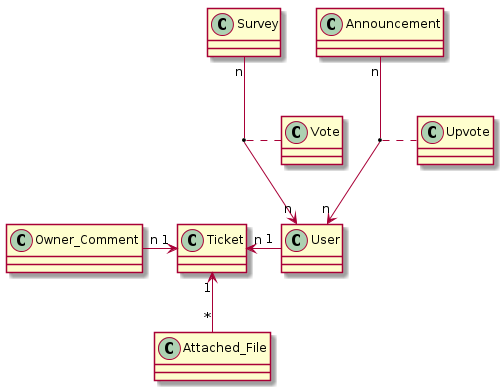 C Survey
C Announcement
n
n
C Vote
C Upvote
n
n
C Owner_Comment
n 1
C Ticket
n 1
C User
1
*
C Attached_File